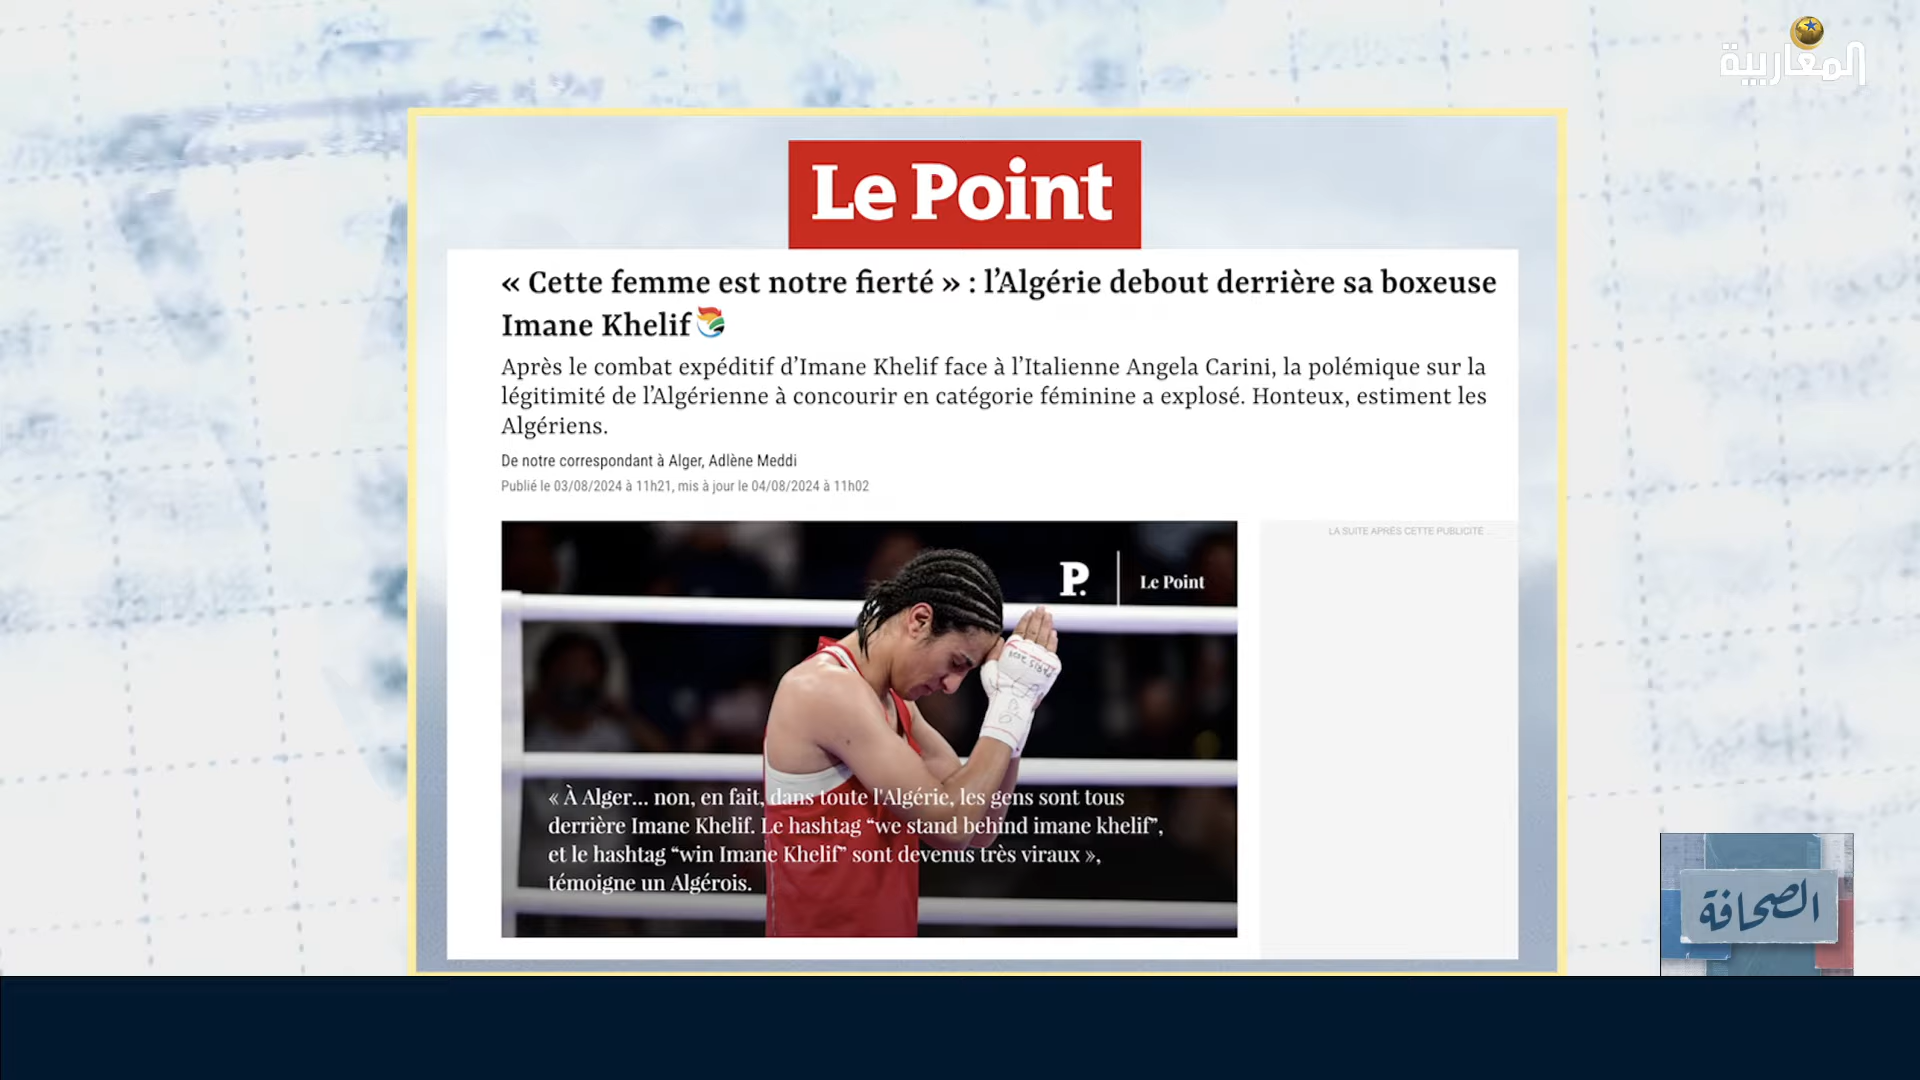 المغاربية
Le Point
« Cette femme est notre fierté » : l’Algérie debout derrière sa boxeuse
Imane Khelif
Après le combat expéditif d’Imane Khelif face à l’Italienne Angela Carini, la polémique sur la
légitimité de l’Algérienne à concourir en catégorie féminine a explosé. Honteux, estiment les
Algériens.
De notre correspondant à Alger, Adlène Meddi
Publié le 03/08/2024 à 11h21, mis à jour le 04/08/2024 à 11h02
LA SUITE APRÈS CETTE PUBLICITÉ
P. Le Point
PARIS 2024
« À Alger... non, en fait, dans toute l'Algérie, les gens sont tous
derrière Imane Khelif. Le hashtag “we stand behind imane khelif”,
et le hashtag “win Imane Khelif” sont devenus très viraux »,
témoigne un Algérois.
الصحافة